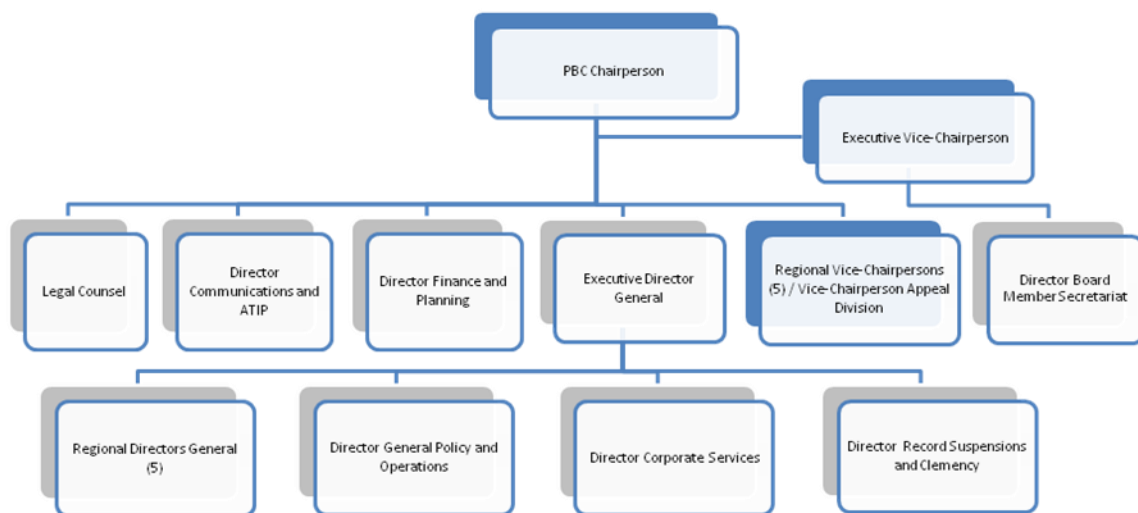 PBC Chairperson
Executive Vice-Chairperson
Legal Counsel
Director
Communications and
ATIP
Director Finance and
Planning
Executive Director
General
Regional Vice-Chairpersons
(5) / Vice-Chairperson Appeal
Division
Director Board
Member Secretariat
Regional Directors General
(5)
Director General Policy and
Operations
Director Corporate Services
Director Record Suspensions
and Clemency